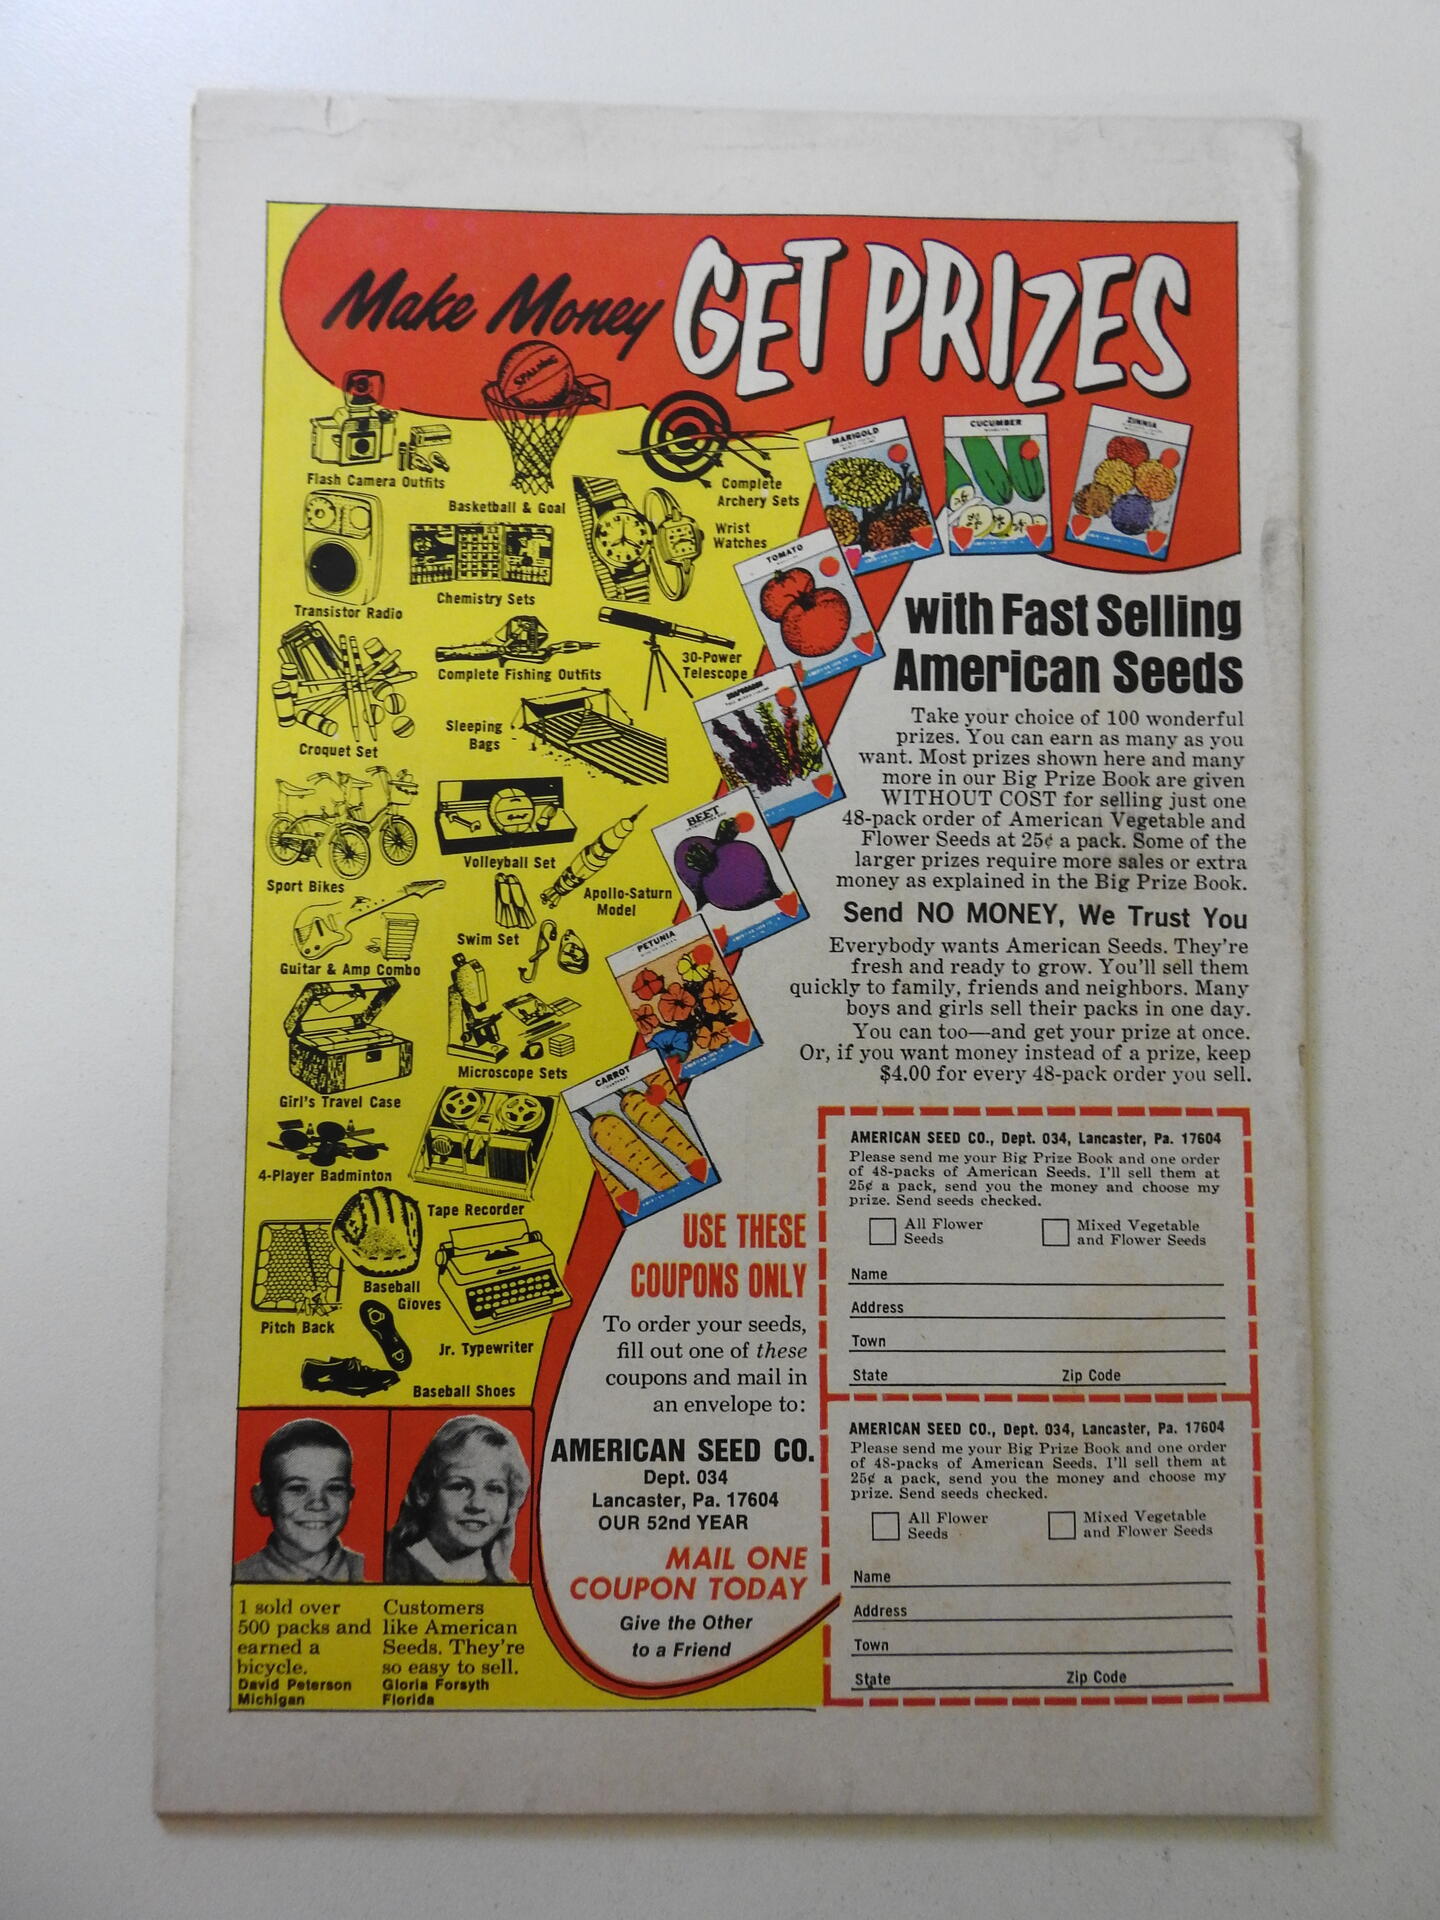 Make Money GET PRIZES
SPALDING
Flash Camera Outfits
Basketball & Goal
Complete
Archery Sets
Wrist
Watches
Transistor Radio
Chemistry Sets
30-Power
Telescope
Complete Fishing Outfits
Croquet Set
Sleeping
Bags
Sport Bikes
Volleyball Set
Apollo-Saturn
Model
Swim Set
Guitar & Amp Combo
Microscope Sets
Girl's Travel Case
4-Player Badminton
Tape Recorder
Baseball
Gloves
Pitch Back
Jr. Typewriter
Baseball Shoes
MARIGOLD
CUCUMBER
ZINNIA
TOMATO
SNAPDRAGON
BEET
PETUNIA
CARROT
with Fast Selling
American Seeds
Take your choice of 100 wonderful
prizes. You can earn as many as you
want. Most prizes shown here and many
more in our Big Prize Book are given
WITHOUT COST for selling just one
48-pack order of American Vegetable and
Flower Seeds at 25¢ a pack. Some of the
larger prizes require more sales or extra
money as explained in the Big Prize Book.
Send NO MONEY, We Trust You
Everybody wants American Seeds. They're
fresh and ready to grow. You'll sell them
quickly to family, friends and neighbors. Many
boys and girls sell their packs in one day.
You can too—and get your prize at once.
Or, if you want money instead of a prize, keep
$4.00 for every 48-pack order you sell.
USE THESE
COUPONS ONLY
To order your seeds,
fill out one of these
coupons and mail in
an envelope to:
AMERICAN SEED CO.
Dept. 034
Lancaster, Pa. 17604
OUR 52nd YEAR
MAIL ONE
COUPON TODAY
Give the Other
to a Friend
AMERICAN SEED CO., Dept. 034, Lancaster, Pa. 17604
Please send me your Big Prize Book and one order
of 48-packs of American Seeds. I'll sell them at
25¢ a pack, send you the money and choose my
prize. Send seeds checked.
All Flower
Seeds
Mixed Vegetable
and Flower Seeds
Name
Address
Town
State Zip Code
AMERICAN SEED CO., Dept. 034, Lancaster, Pa. 17604
Please send me your Big Prize Book and one order
of 48-packs of American Seeds. I'll sell them at
25¢ a pack, send you the money and choose my
prize. Send seeds checked.
All Flower
Seeds
Mixed Vegetable
and Flower Seeds
Name
Address
Town
State Zip Code
I sold over
500 packs and
earned a
bicycle.
David Peterson
Michigan
Customers
like American
Seeds. They're
so easy to sell.
Gloria Forsyth
Florida